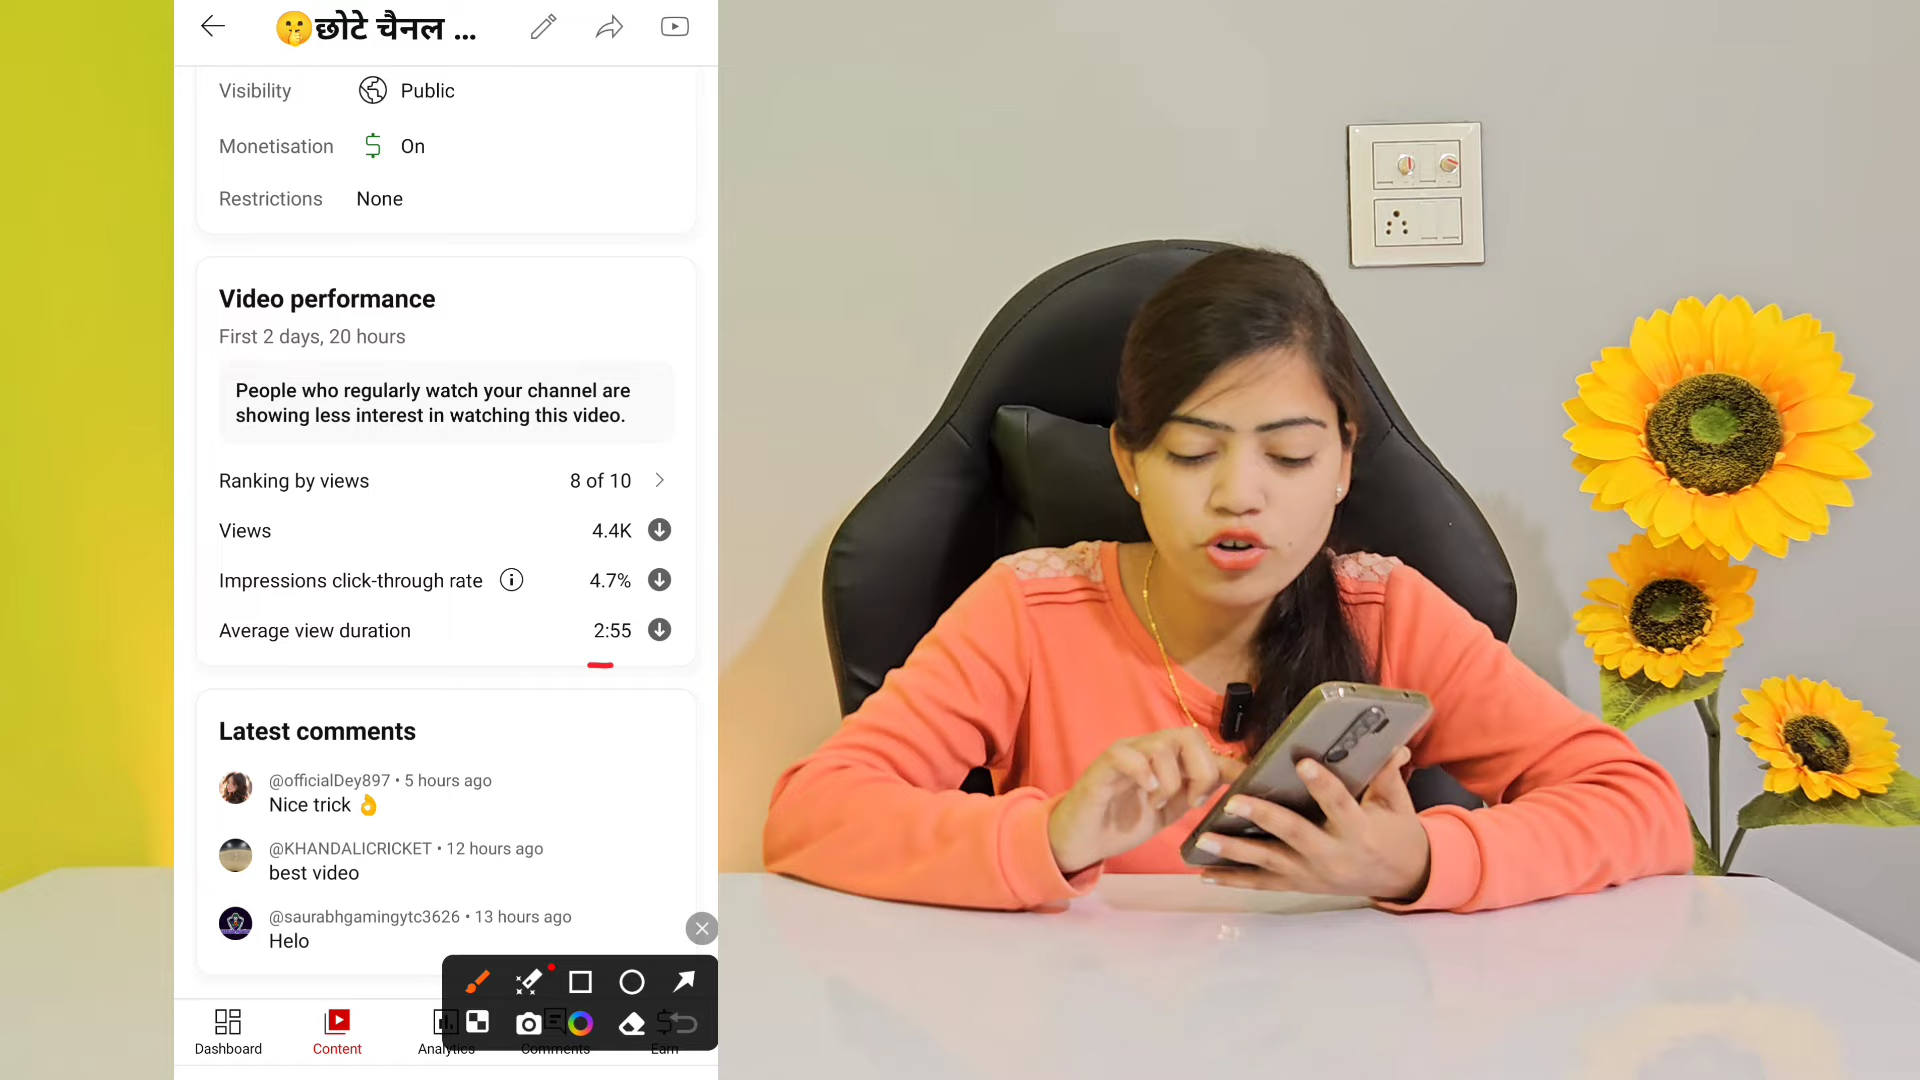 🤫छोटे चैनल ...
Visibility Public
Monetisation On
Restrictions None
Video performance
First 2 days, 20 hours
People who regularly watch your channel are
showing less interest in watching this video.
Ranking by views 8 of 10
Views 4.4K
Impressions click-through rate 4.7%
Average view duration 2:55
Latest comments
@officialDey897 • 5 hours ago
Nice trick 👌
@KHANDALICRICKET • 12 hours ago
best video
@saurabhgamingytc3626 • 13 hours ago
Helo
Dashboard Content Analytics Comments Earn